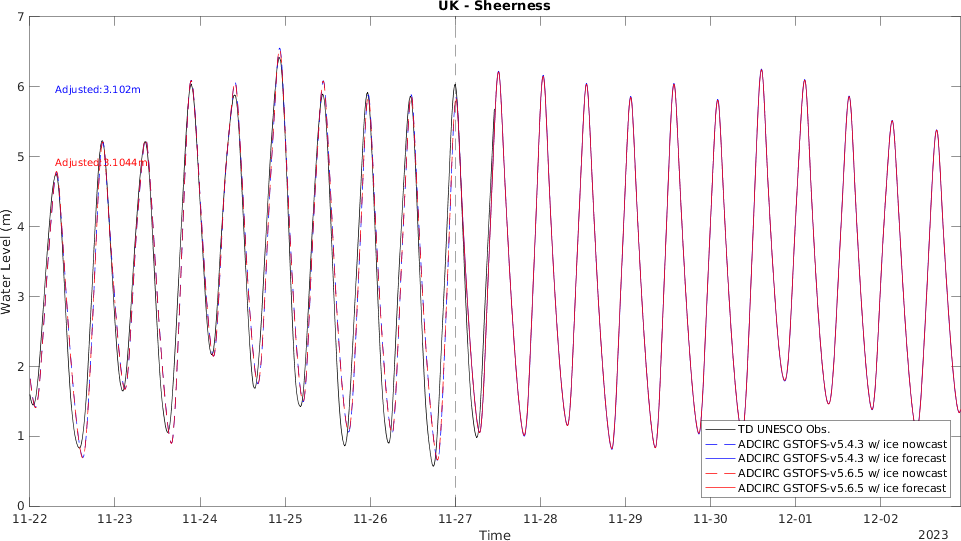 UK - Sheerness
7
6
5
4
3
2
1
0
Water Level (m)
Adjusted:3.102m
Adjusted:3.1044m
TD UNESCO Obs.
ADCIRC GSTOFS-v5.4.3 w/ ice nowcast
ADCIRC GSTOFS-v5.4.3 w/ ice forecast
ADCIRC GSTOFS-v5.6.5 w/ ice nowcast
ADCIRC GSTOFS-v5.6.5 w/ ice forecast
11-22 11-23 11-24 11-25 11-26 11-27 11-28 11-29 11-30 12-01 12-02
Time
2023